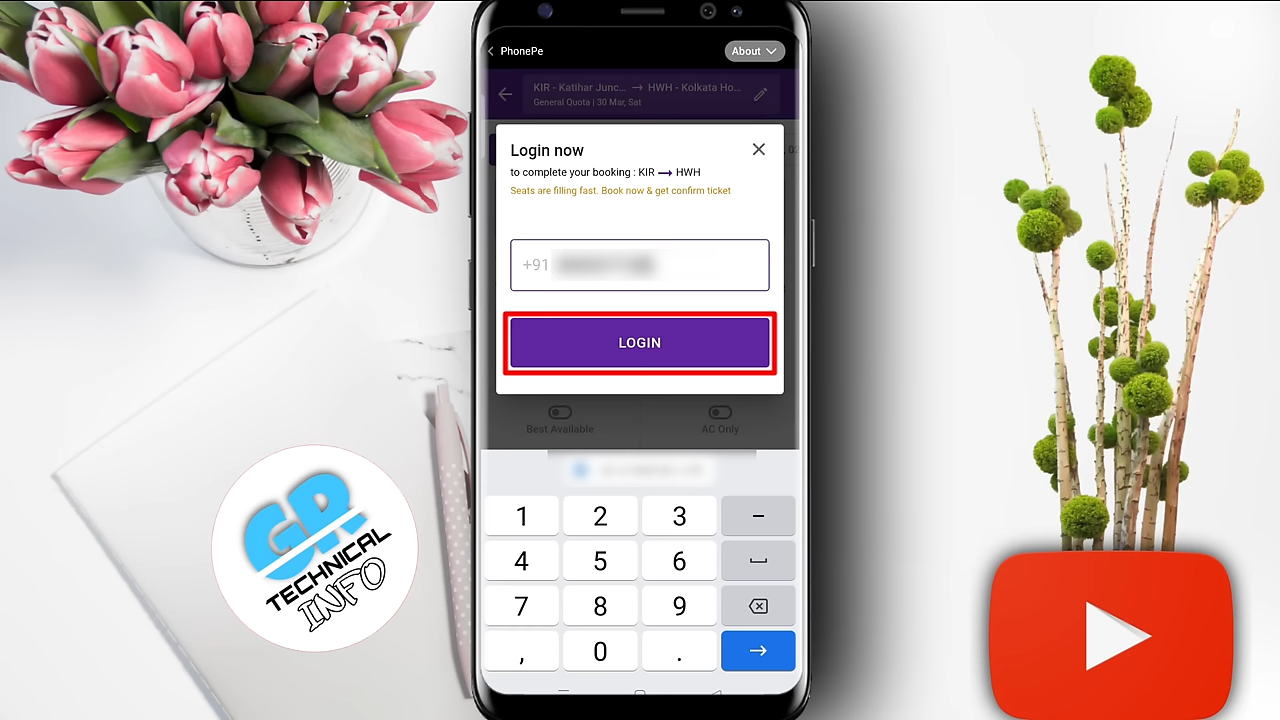 PhonePe
About
KIR - Katihar Junc... → HWH - Kolkata Ho...
General Quota | 30 Mar, Sat
Login now
to complete your booking : KIR → HWH
Seats are filling fast. Book now & get confirm ticket
+91
LOGIN
Best Available
AC Only
1 2 3 -
4 5 6
7 8 9
, 0 .
GR
TECHNICAL
INFO